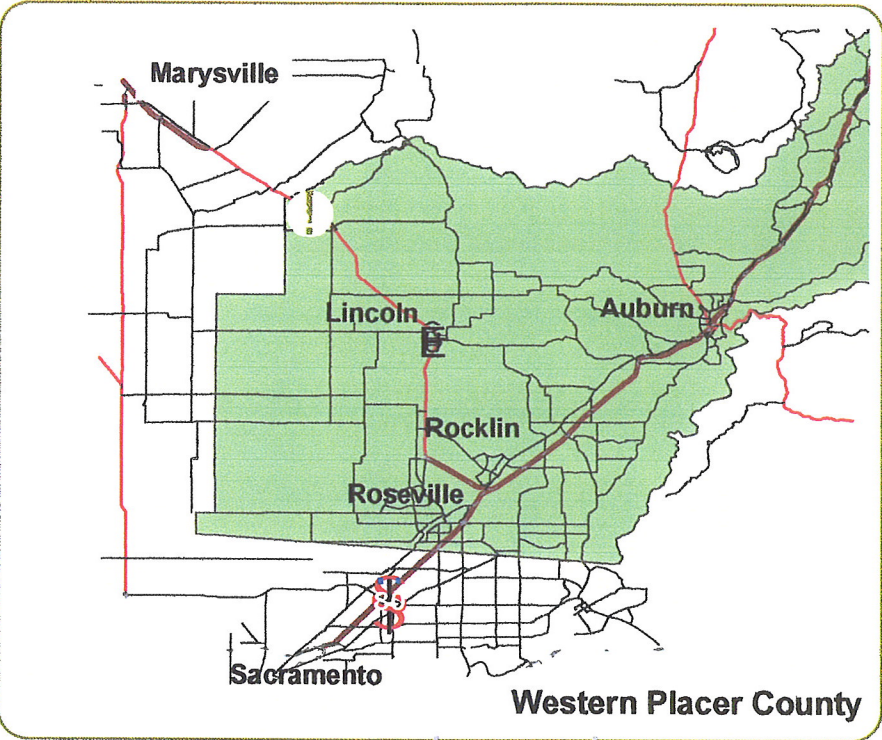 Marysville
Lincoln
Auburn
Rocklin
Roseville
Sacramento
Western Placer County